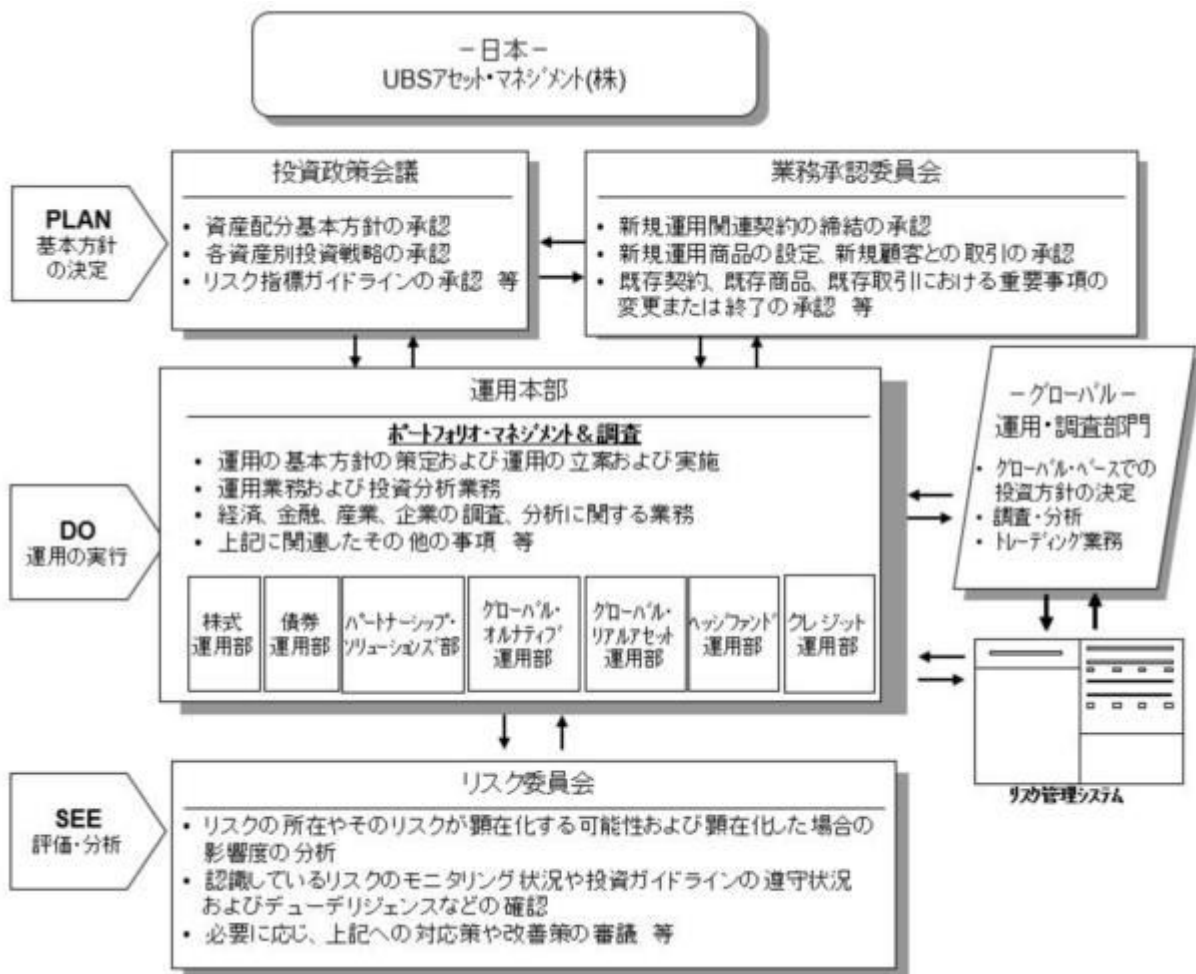 －日本－
UBSアセット・マネジメント(株)
PLAN
基本方針
の決定
投資政策会議
• 資産配分基本方針の承認
• 各資産別投資戦略の承認
• リスク指標ガイドラインの承認 等
業務承認委員会
• 新規運用関連契約の締結の承認
• 新規運用商品の設定、新規顧客との取引の承認
• 既存契約、既存商品、既存取引における重要事項の
変更または終了の承認 等
DO
運用の実行
運用本部
ポートフォリオ・マネジメント＆調査
• 運用の基本方針の策定および運用の立案および実施
• 運用業務および投資分析業務
• 経済、金融、産業、企業の調査、分析に関する業務
• 上記に関連したその他の事項 等
株式
運用部
債券
運用部
パートナーシップ・
ソリューションズ部
グローバル・
オルナティブ
運用部
グローバル・
リアルアセット
運用部
ヘッジファンド
運用部
クレジット
運用部
－グローバル－
運用・調査部門
• グローバル・ベースでの
投資方針の決定
• 調査・分析
• トレーディング業務
リスク管理システム
SEE
評価・分析
リスク委員会
• リスクの所在やそのリスクが顕在化する可能性および顕在化した場合の
影響度の分析
• 認識しているリスクのモニタリング状況や投資ガイドラインの遵守状況
およびデューデリジェンスなどの確認
• 必要に応じ、上記への対応策や改善策の審議 等